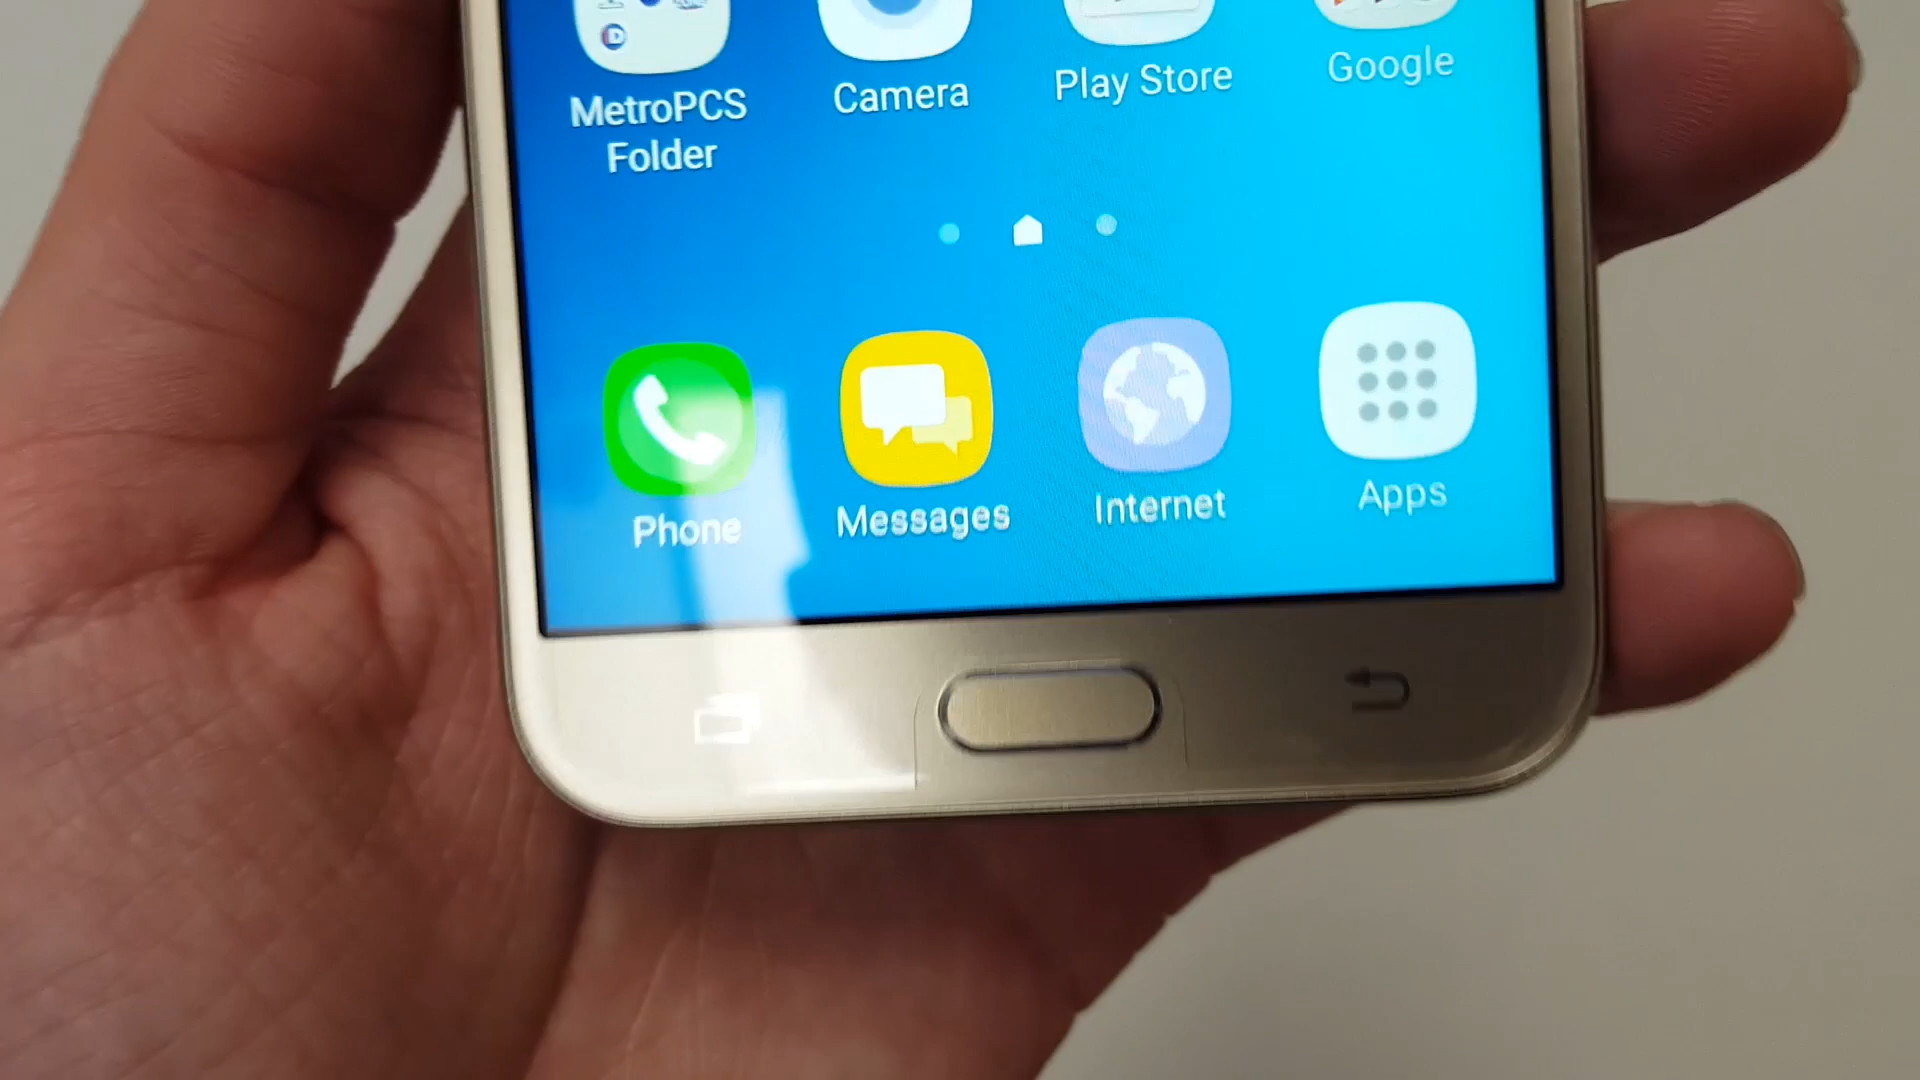 MetroPCS
Folder
Camera
Play Store
Google
Phone
Messages
Internet
Apps